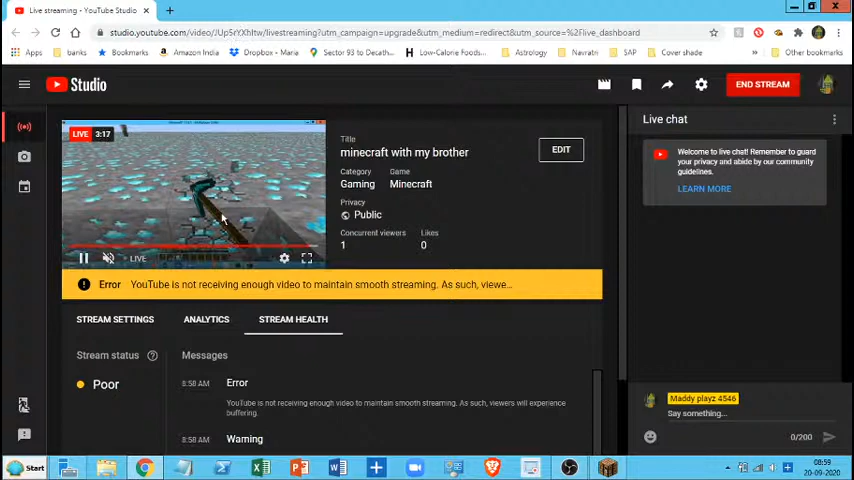 Live streaming - YouTube Studio
studio.youtube.com/video/JUp5rYXhItw/livestreaming?utm_campaign=upgrade&utm_medium=redirect&utm_source=%2Flive_dashboard
Apps banks Bookmarks Amazon India Dropbox - Maria Sector 93 to Decath... Low-Calorie Foods... Astrology Navratri SAP Cover shade Other bookmarks
Studio
END STREAM
LIVE 3:17
LIVE
Title
minecraft with my brother
EDIT
Category Game
Gaming Minecraft
Privacy
Public
Concurrent viewers Likes
1 0
Error YouTube is not receiving enough video to maintain smooth streaming. As such, viewe...
STREAM SETTINGS ANALYTICS STREAM HEALTH
Stream status Messages
Poor
8:58 AM Error
YouTube is not receiving enough video to maintain smooth streaming. As such, viewers will experience
buffering.
8:58 AM Warning
Live chat
Welcome to live chat! Remember to guard
your privacy and abide by our community
guidelines.
LEARN MORE
Maddy playz 4546
Say something...
0/200
Start
08:59
20-09-2020